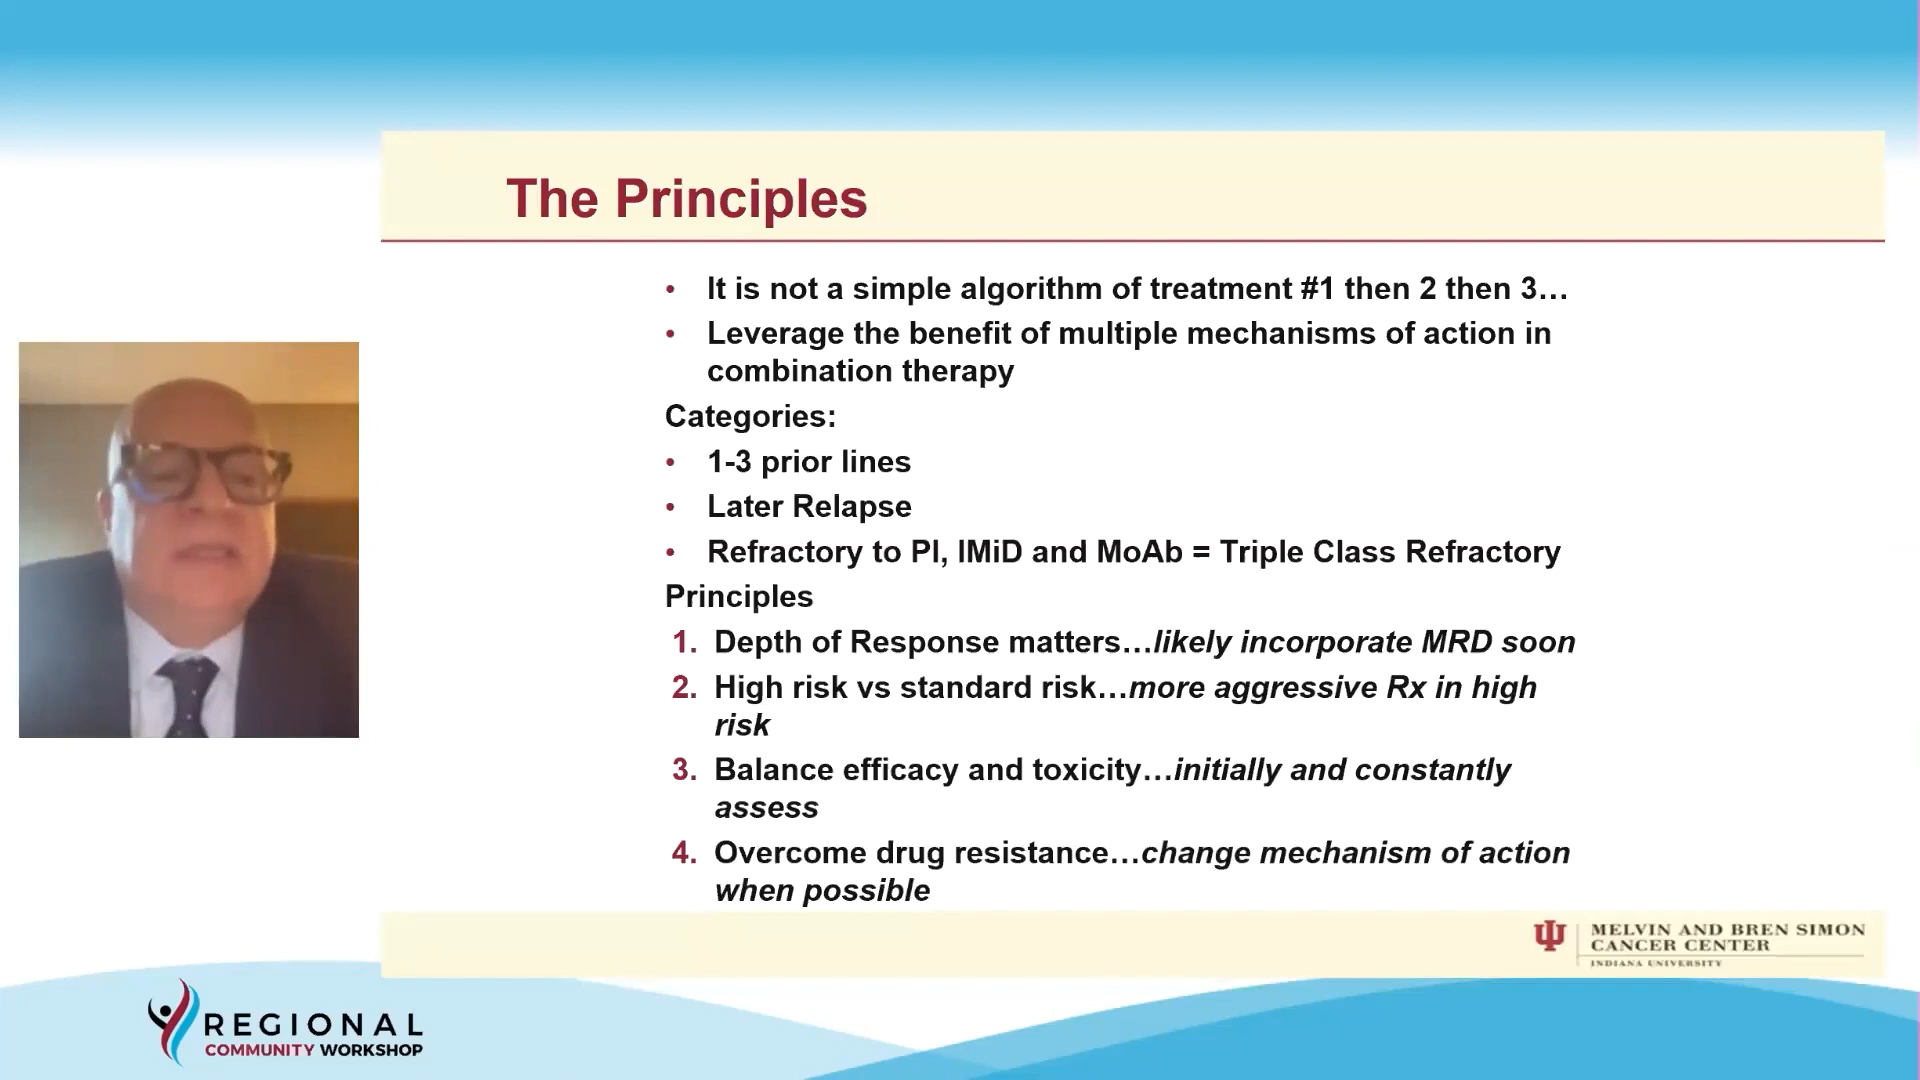 The Principles
• It is not a simple algorithm of treatment #1 then 2 then 3…
• Leverage the benefit of multiple mechanisms of action in
combination therapy
Categories:
• 1-3 prior lines
• Later Relapse
• Refractory to PI, IMiD and MoAb = Triple Class Refractory
Principles
1. Depth of Response matters…likely incorporate MRD soon
2. High risk vs standard risk…more aggressive Rx in high
risk
3. Balance efficacy and toxicity…initially and constantly
assess
4. Overcome drug resistance…change mechanism of action
when possible
MELVIN AND BREN SIMON
CANCER CENTER
INDIANA UNIVERSITY
REGIONAL
COMMUNITY WORKSHOP